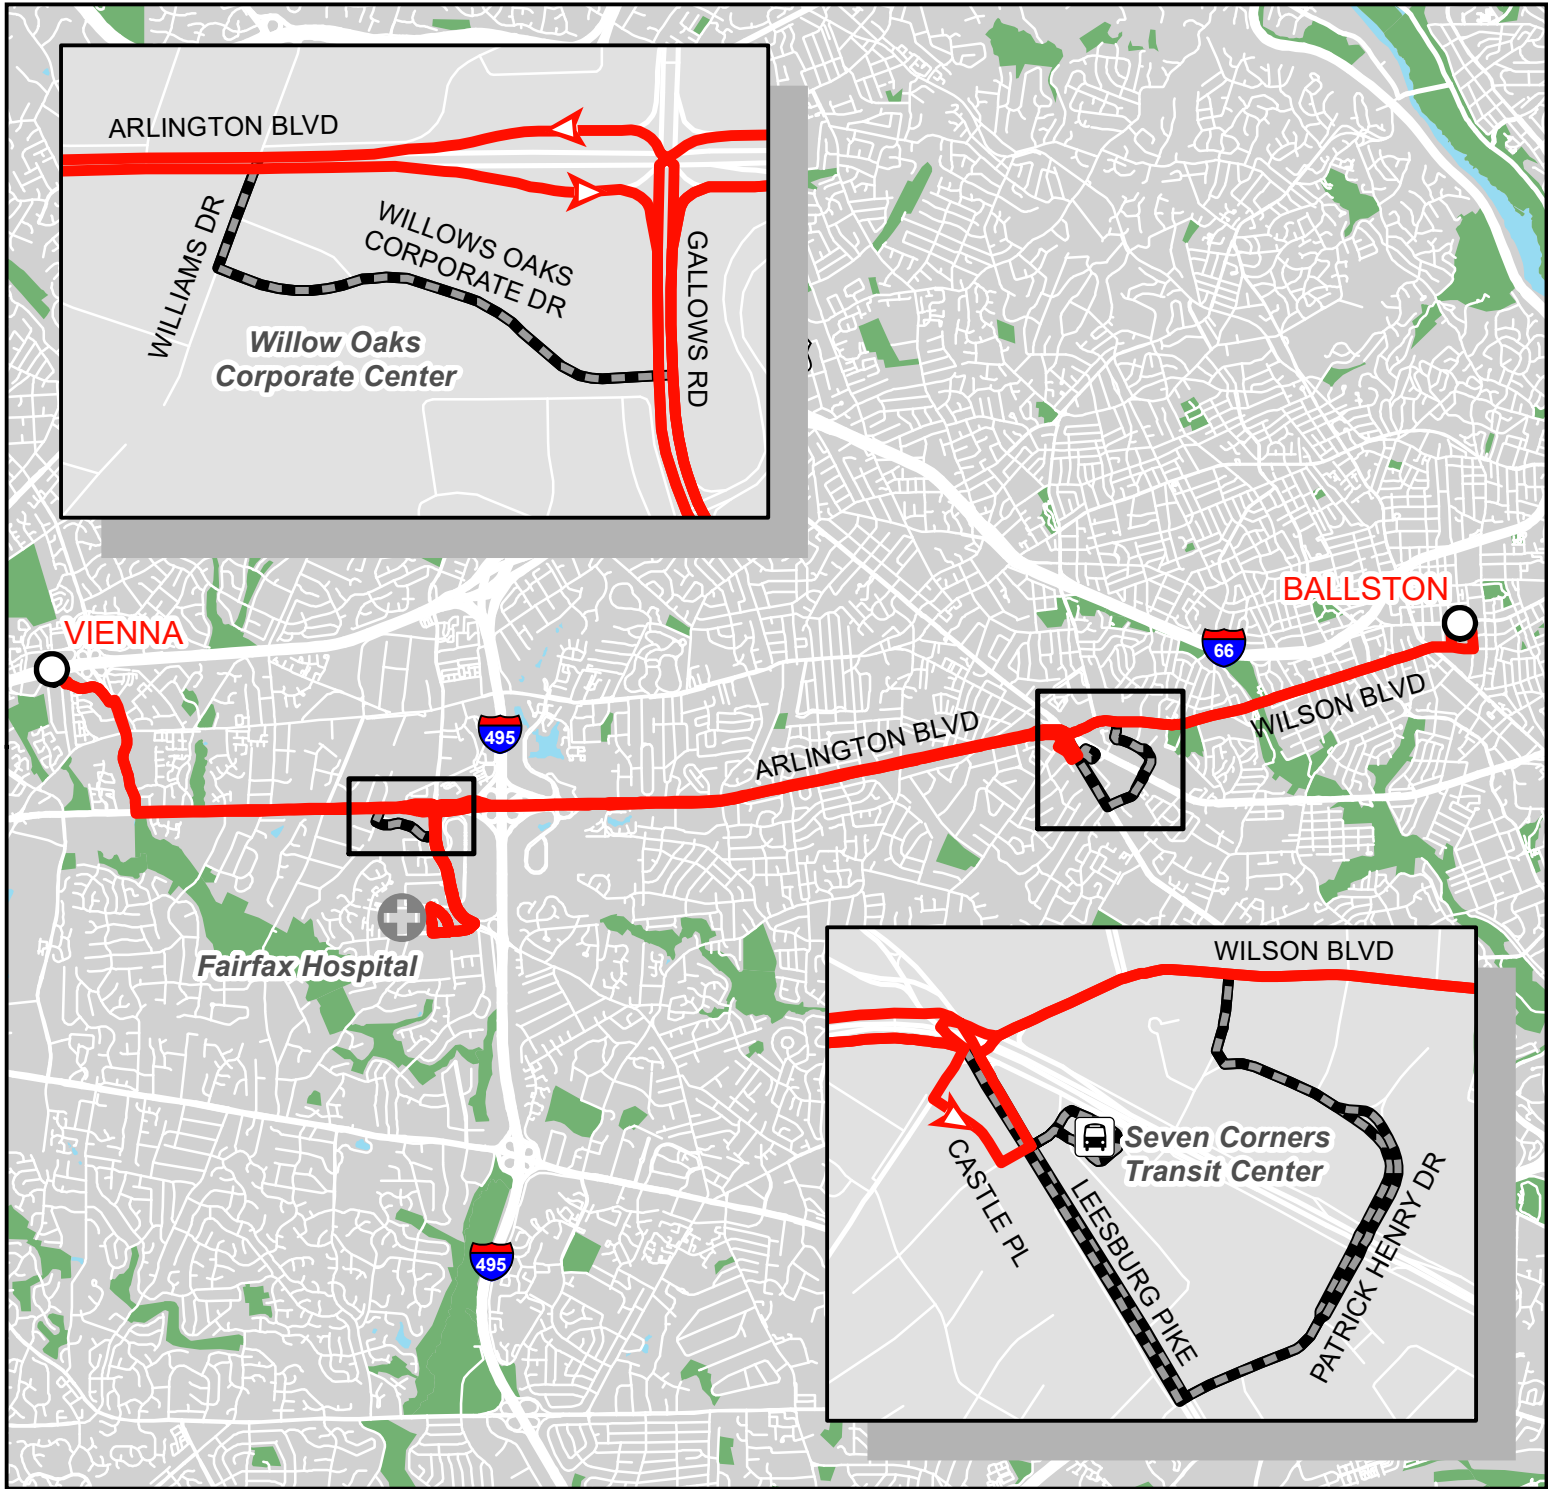 ARLINGTON BLVD
WILLIAMS DR
WILLOWS OAKS
CORPORATE DR
GALLOWS RD
Willow Oaks
Corporate Center
BALLSTON
VIENNA
66
WILSON BLVD
495
ARLINGTON BLVD
Fairfax Hospital
WILSON BLVD
Seven Corners
Transit Center
CASTLE PL
LEESBURG PIKE
PATRICK HENRY DR
495